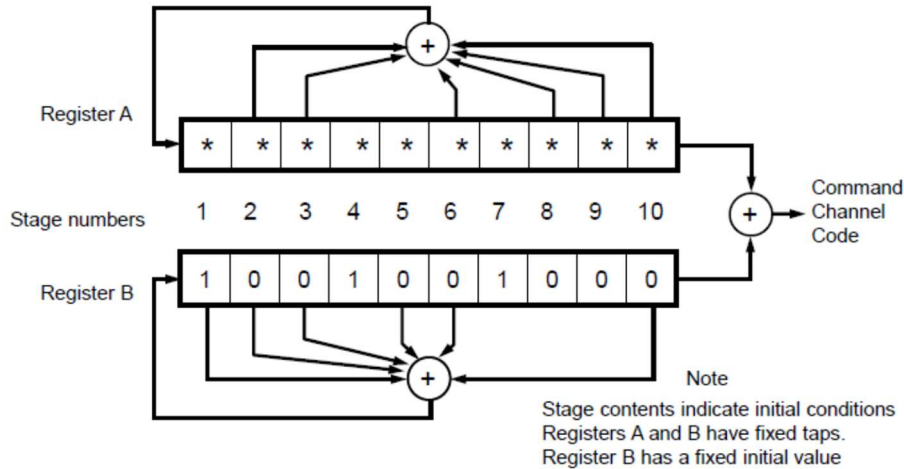 +
Register A
* * * * * * * * * *
Stage numbers 1 2 3 4 5 6 7 8 9 10
+
Command
Channel
Code
Register B
1 0 0 1 0 0 1 0 0 0
+
Note
Stage contents indicate initial conditions
Registers A and B have fixed taps.
Register B has a fixed initial value